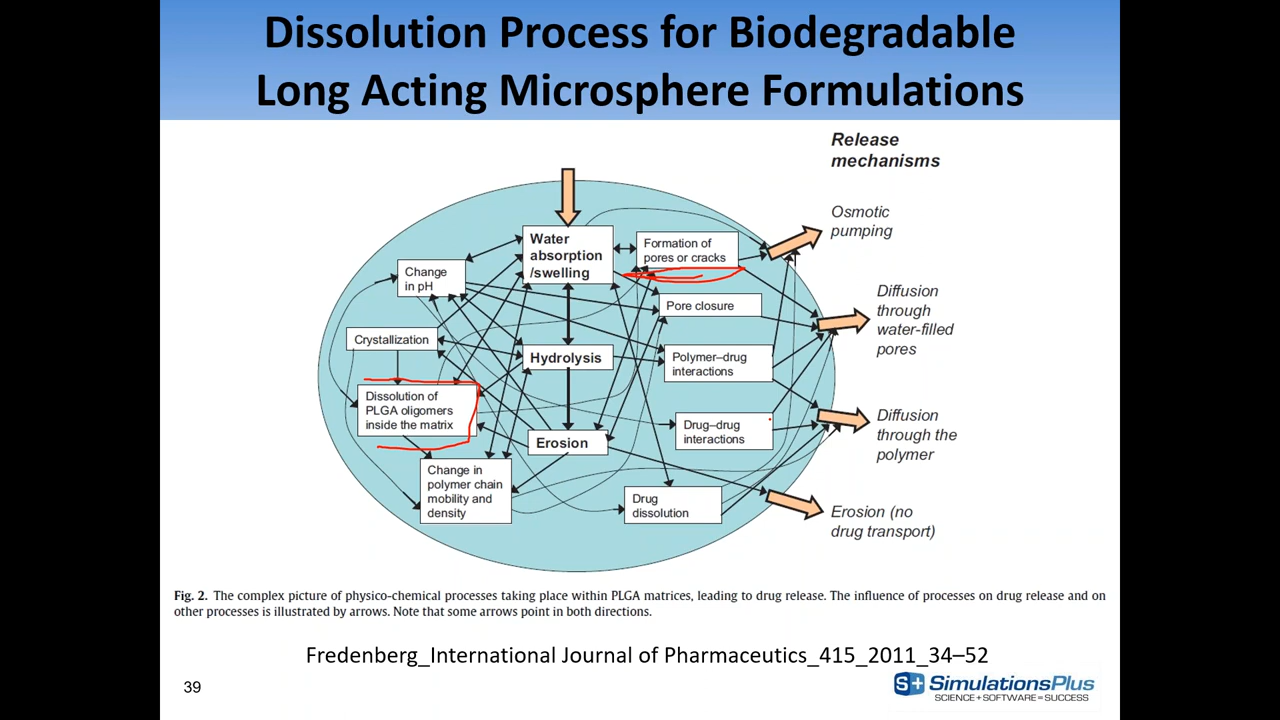 Dissolution Process for Biodegradable
Long Acting Microsphere Formulations
Release
mechanisms
Osmotic
pumping
Water
absorption
/swelling
Formation of
pores or cracks
Change
in pH
Pore closure
Diffusion
through
water-filled
pores
Crystallization
Hydrolysis
Polymer–drug
interactions
Dissolution of
PLGA oligomers
inside the matrix
Drug–drug
interactions
Diffusion
through the
polymer
Erosion
Change in
polymer chain
mobility and
density
Drug
dissolution
Erosion (no
drug transport)
Fig. 2. The complex picture of physico-chemical processes taking place within PLGA matrices, leading to drug release. The influence of processes on drug release and on
other processes is illustrated by arrows. Note that some arrows point in both directions.
Fredenberg_International Journal of Pharmaceutics_415_2011_34–52
39
S+ SimulationsPlus
SCIENCE + SOFTWARE = SUCCESS